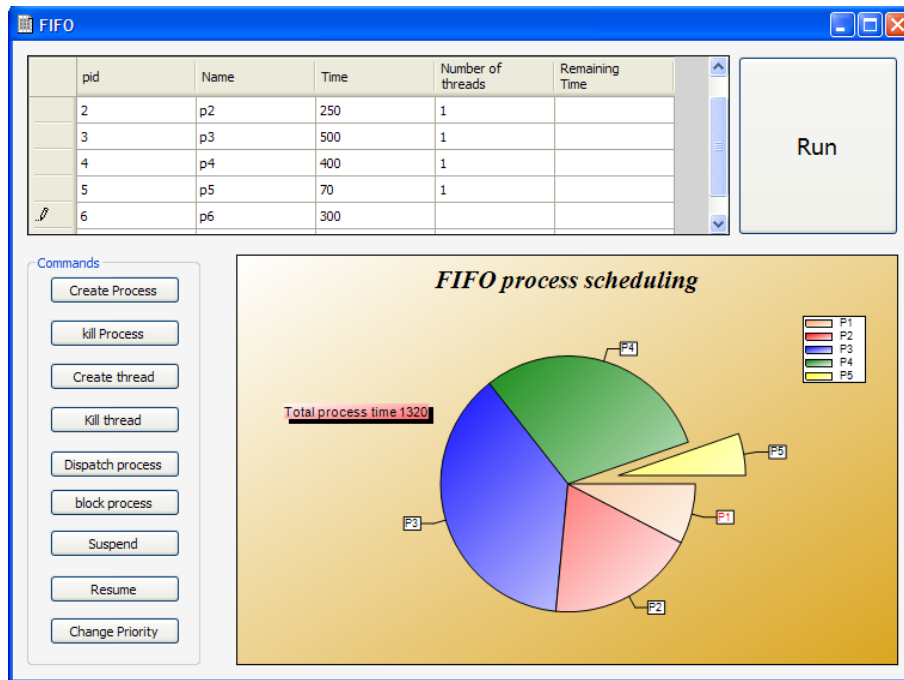 FIFO
pid Name Time Number of threads Remaining Time
2 p2 250 1
3 p3 500 1
4 p4 400 1
5 p5 70 1
6 p6 300
Run
Commands
Create Process
kill Process
Create thread
Kill thread
Dispatch process
block process
Suspend
Resume
Change Priority
FIFO process scheduling
Total process time 1320
P1
P2
P3
P4
P5
P4
P5
P1
P3
P2